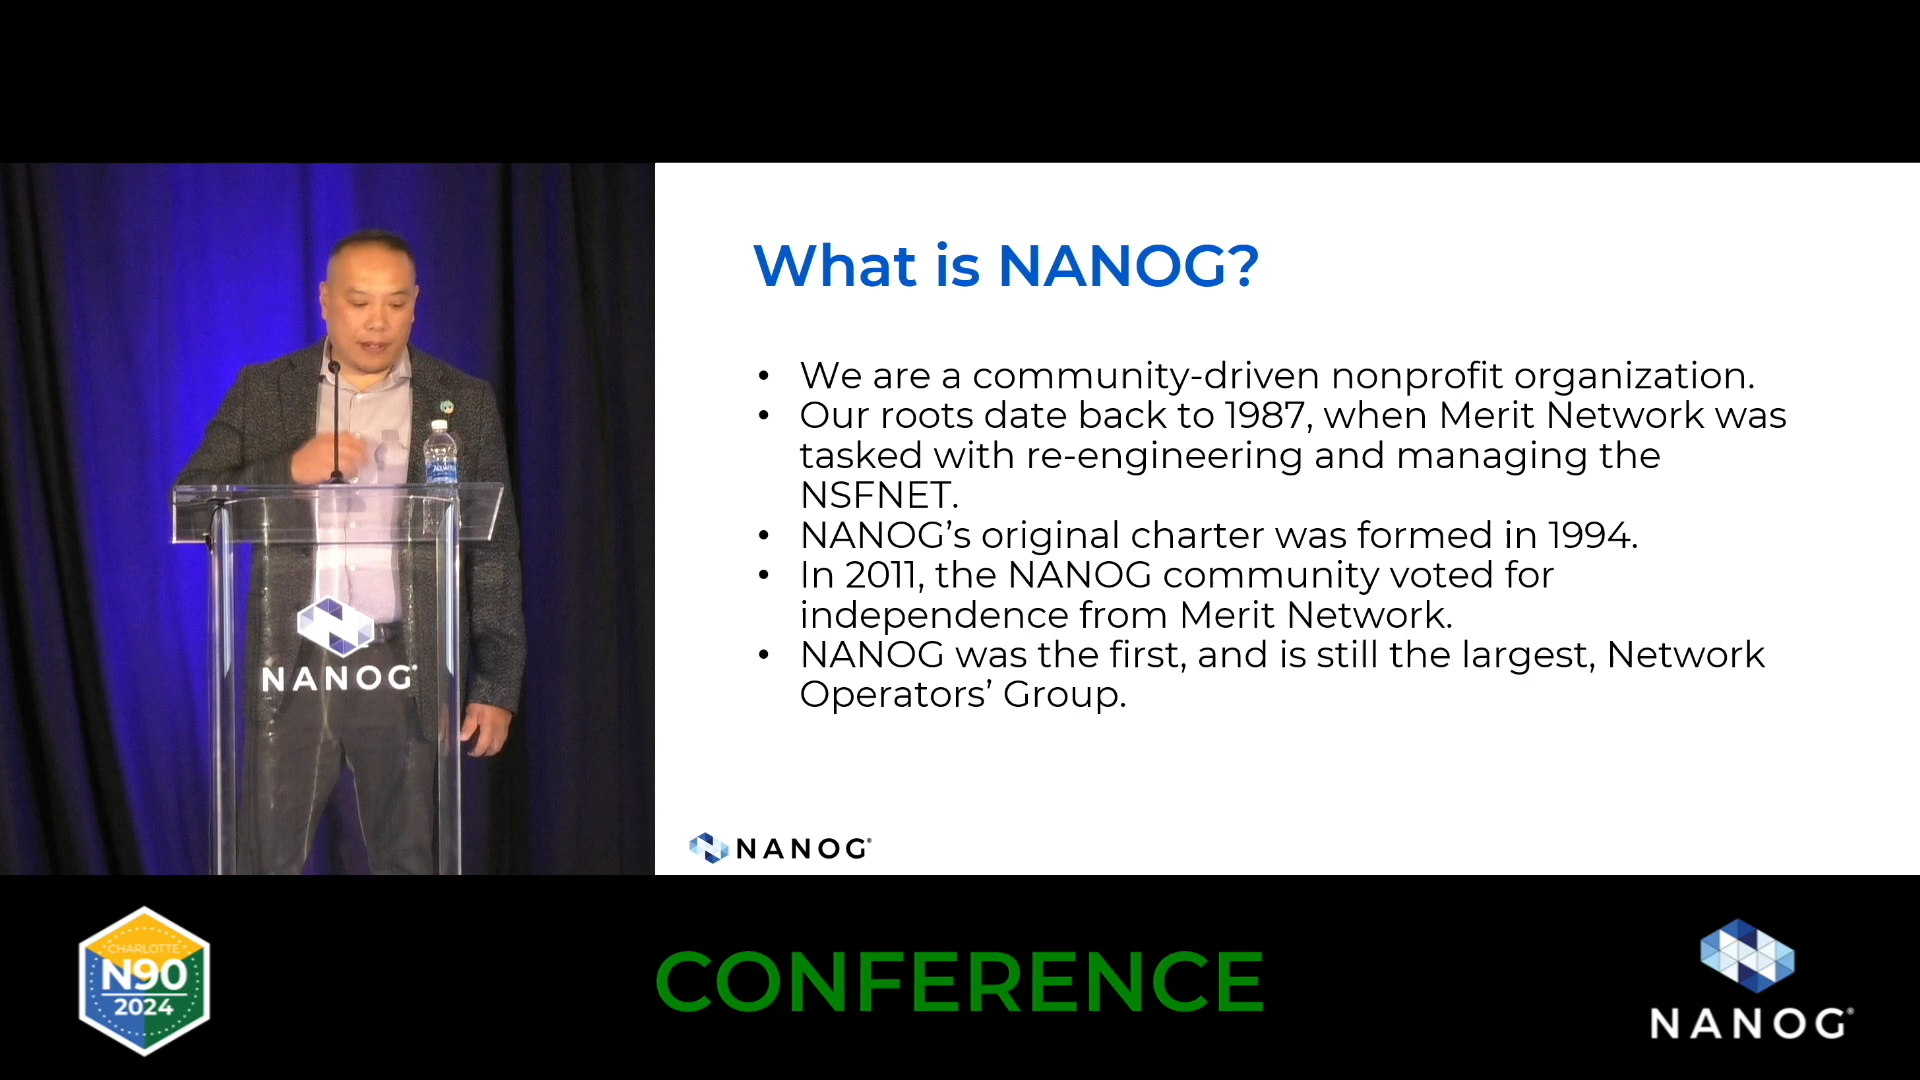 What is NANOG?
• We are a community-driven nonprofit organization.
• Our roots date back to 1987, when Merit Network was
tasked with re-engineering and managing the
NSFNET.
• NANOG’s original charter was formed in 1994.
• In 2011, the NANOG community voted for
independence from Merit Network.
• NANOG was the first, and is still the largest, Network
Operators’ Group.
NANOG®
NANOG®
CHARLOTTE
N90
2024
CONFERENCE
NANOG®